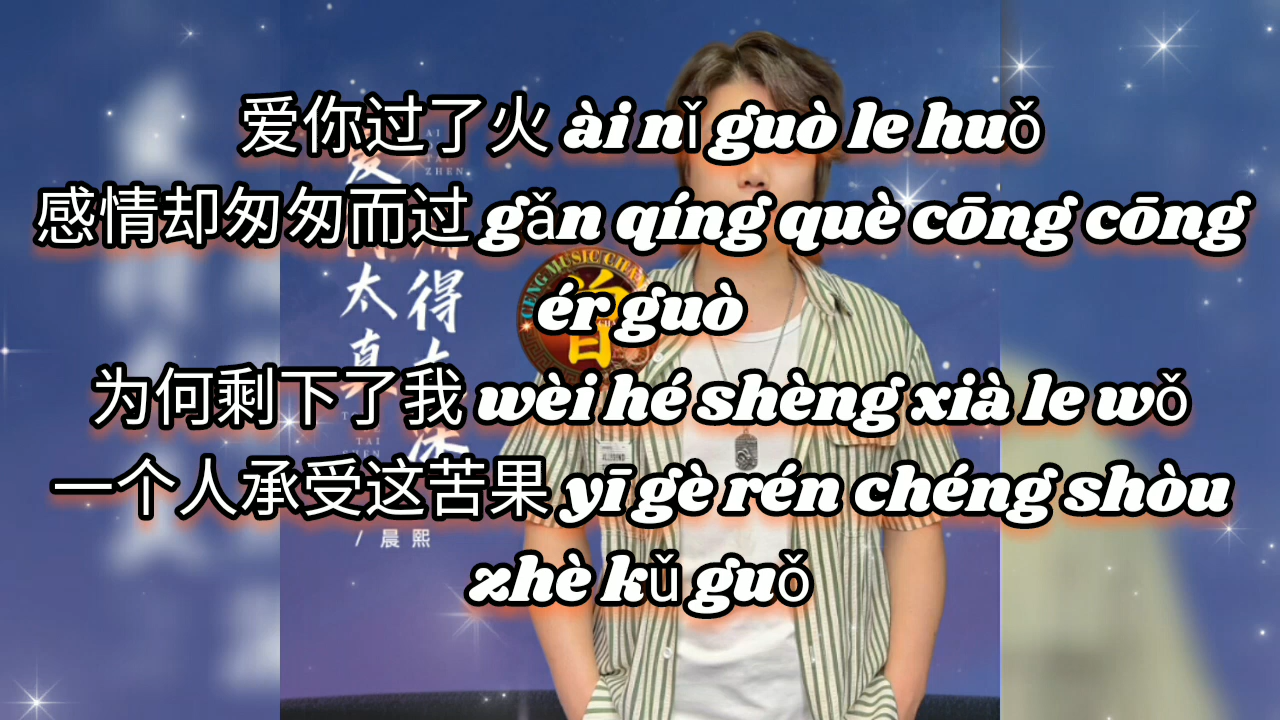 爱你过了火 ài nǐ guò le huǒ
感情却匆匆而过 gǎn qíng què cōng cōng
ér guò
为何剩下了我 wèi hé shèng xià le wǒ
一个人承受这苦果 yī gè rén chéng shòu
zhè kǔ guǒ
AI
ZHEN
太真
得
TAI
/ 晨熙
CENG MUSIC